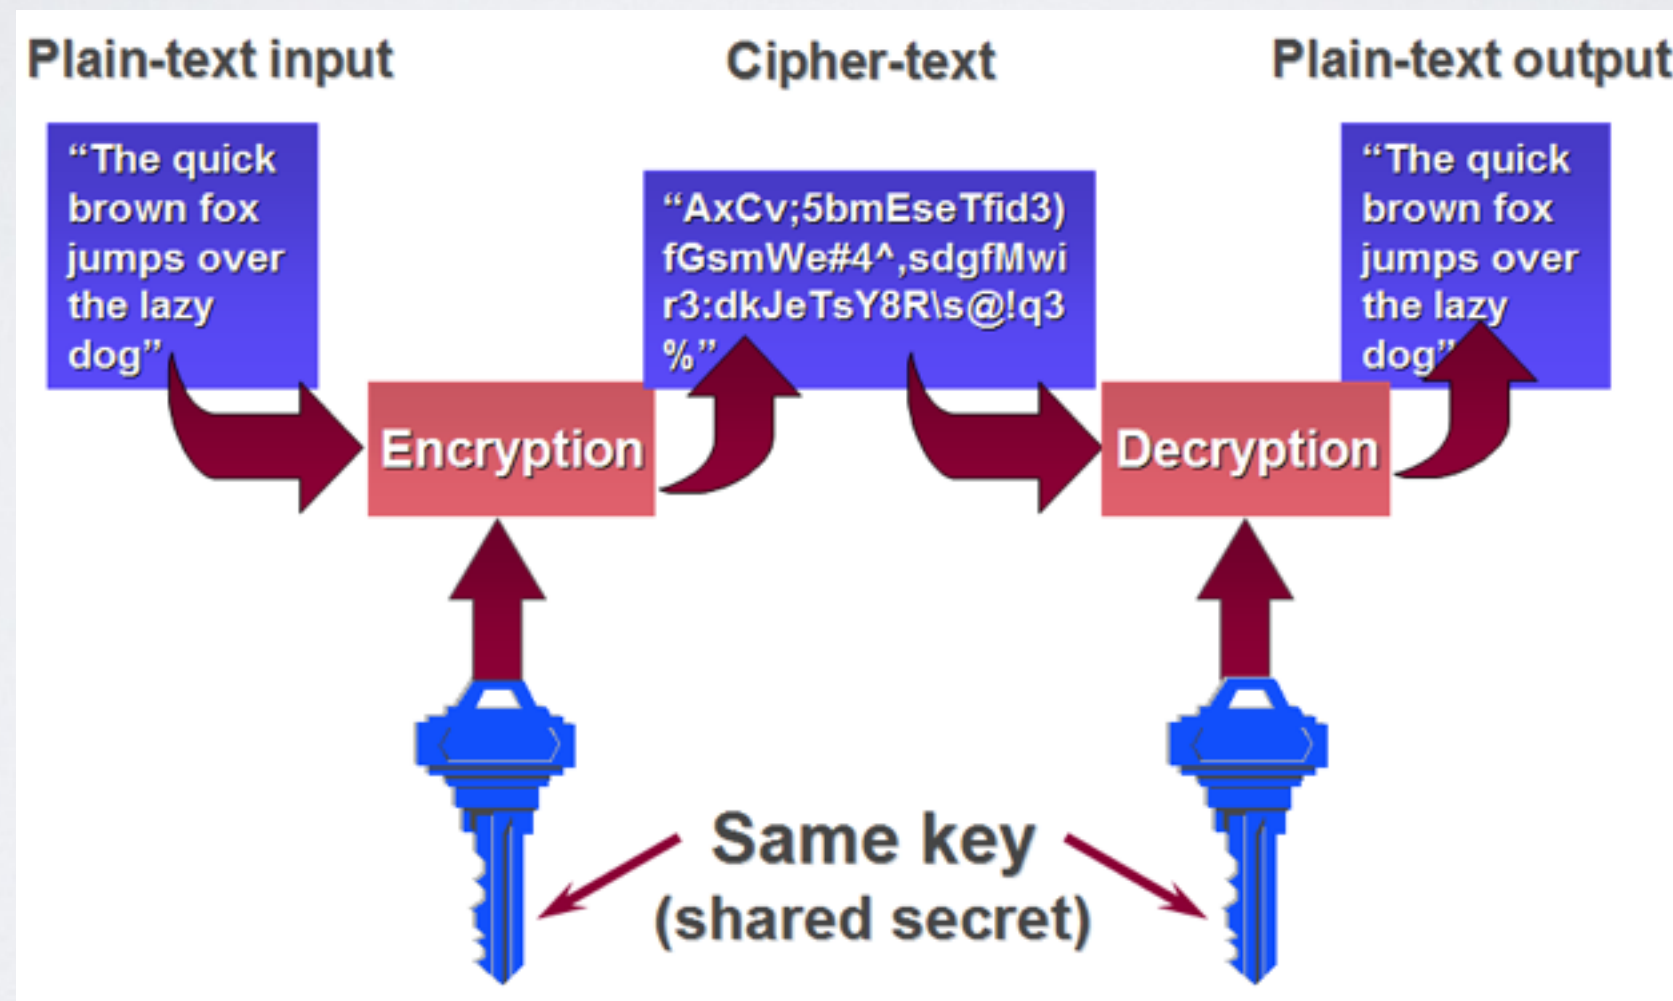 Plain-text input
Cipher-text
Plain-text output
“The quick
brown fox
jumps over
the lazy
dog”
“AxCv;5bmEseTfid3)
fGsmWe#4^,sdgfMwi
r3:dkJeTsY8R\s@!q3
%”
“The quick
brown fox
jumps over
the lazy
dog”
Encryption
Decryption
Same key
(shared secret)